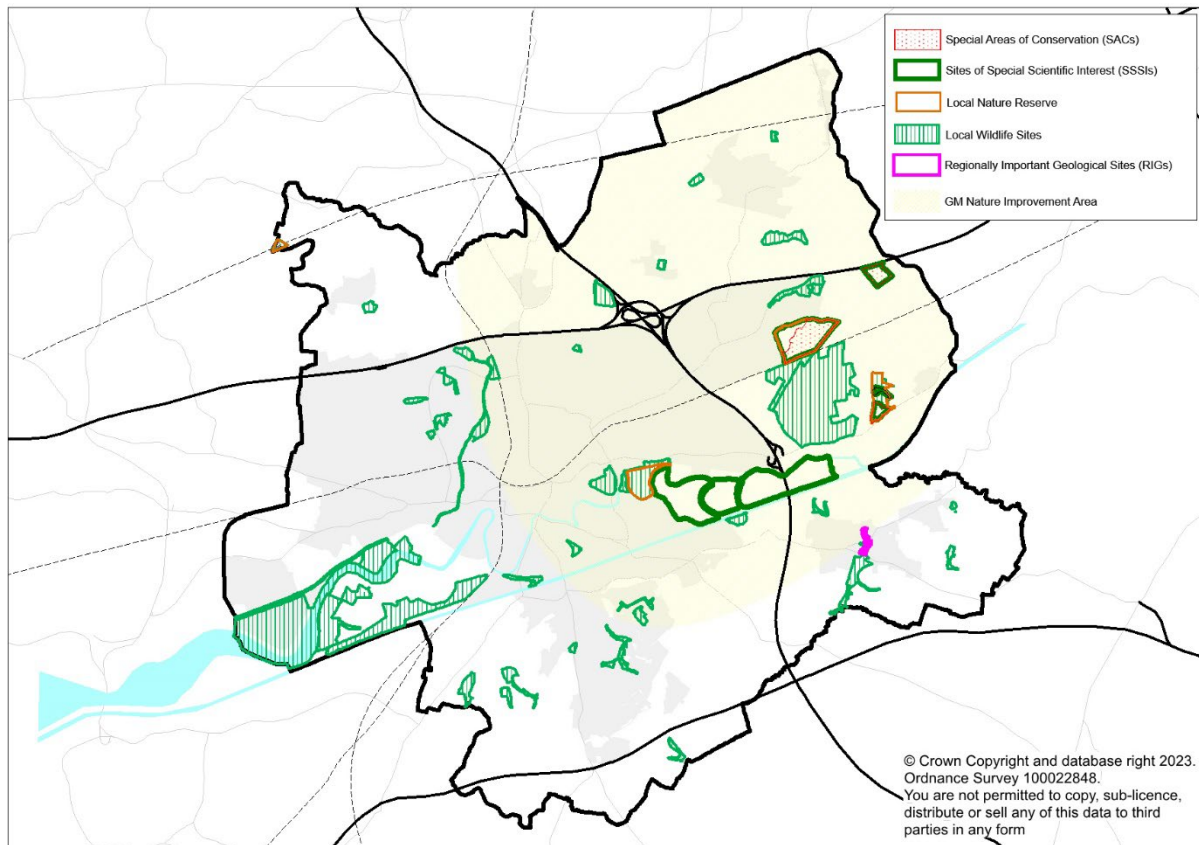 Special Areas of Conservation (SACs)
Sites of Special Scientific Interest (SSSIs)
Local Nature Reserve
Local Wildlife Sites
Regionally Important Geological Sites (RIGs)
GM Nature Improvement Area
© Crown Copyright and database right 2023.
Ordnance Survey 100022848.
You are not permitted to copy, sub-licence,
distribute or sell any of this data to third
parties in any form